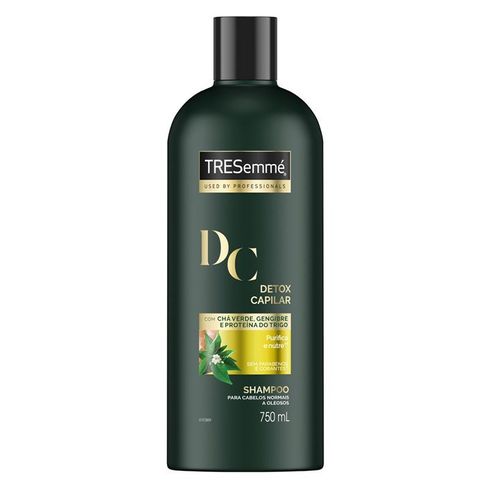 TRESemmé
USED BY PROFESSIONALS
DC
DETOX
CAPILAR
COM CHÁ VERDE, GENGIBRE
E PROTEÍNA DO TRIGO
Purifica
e nutre*
SEM PARABENOS
E CORANTES*
SHAMPOO
PARA CABELOS NORMAIS
A OLEOSOS
750 mL